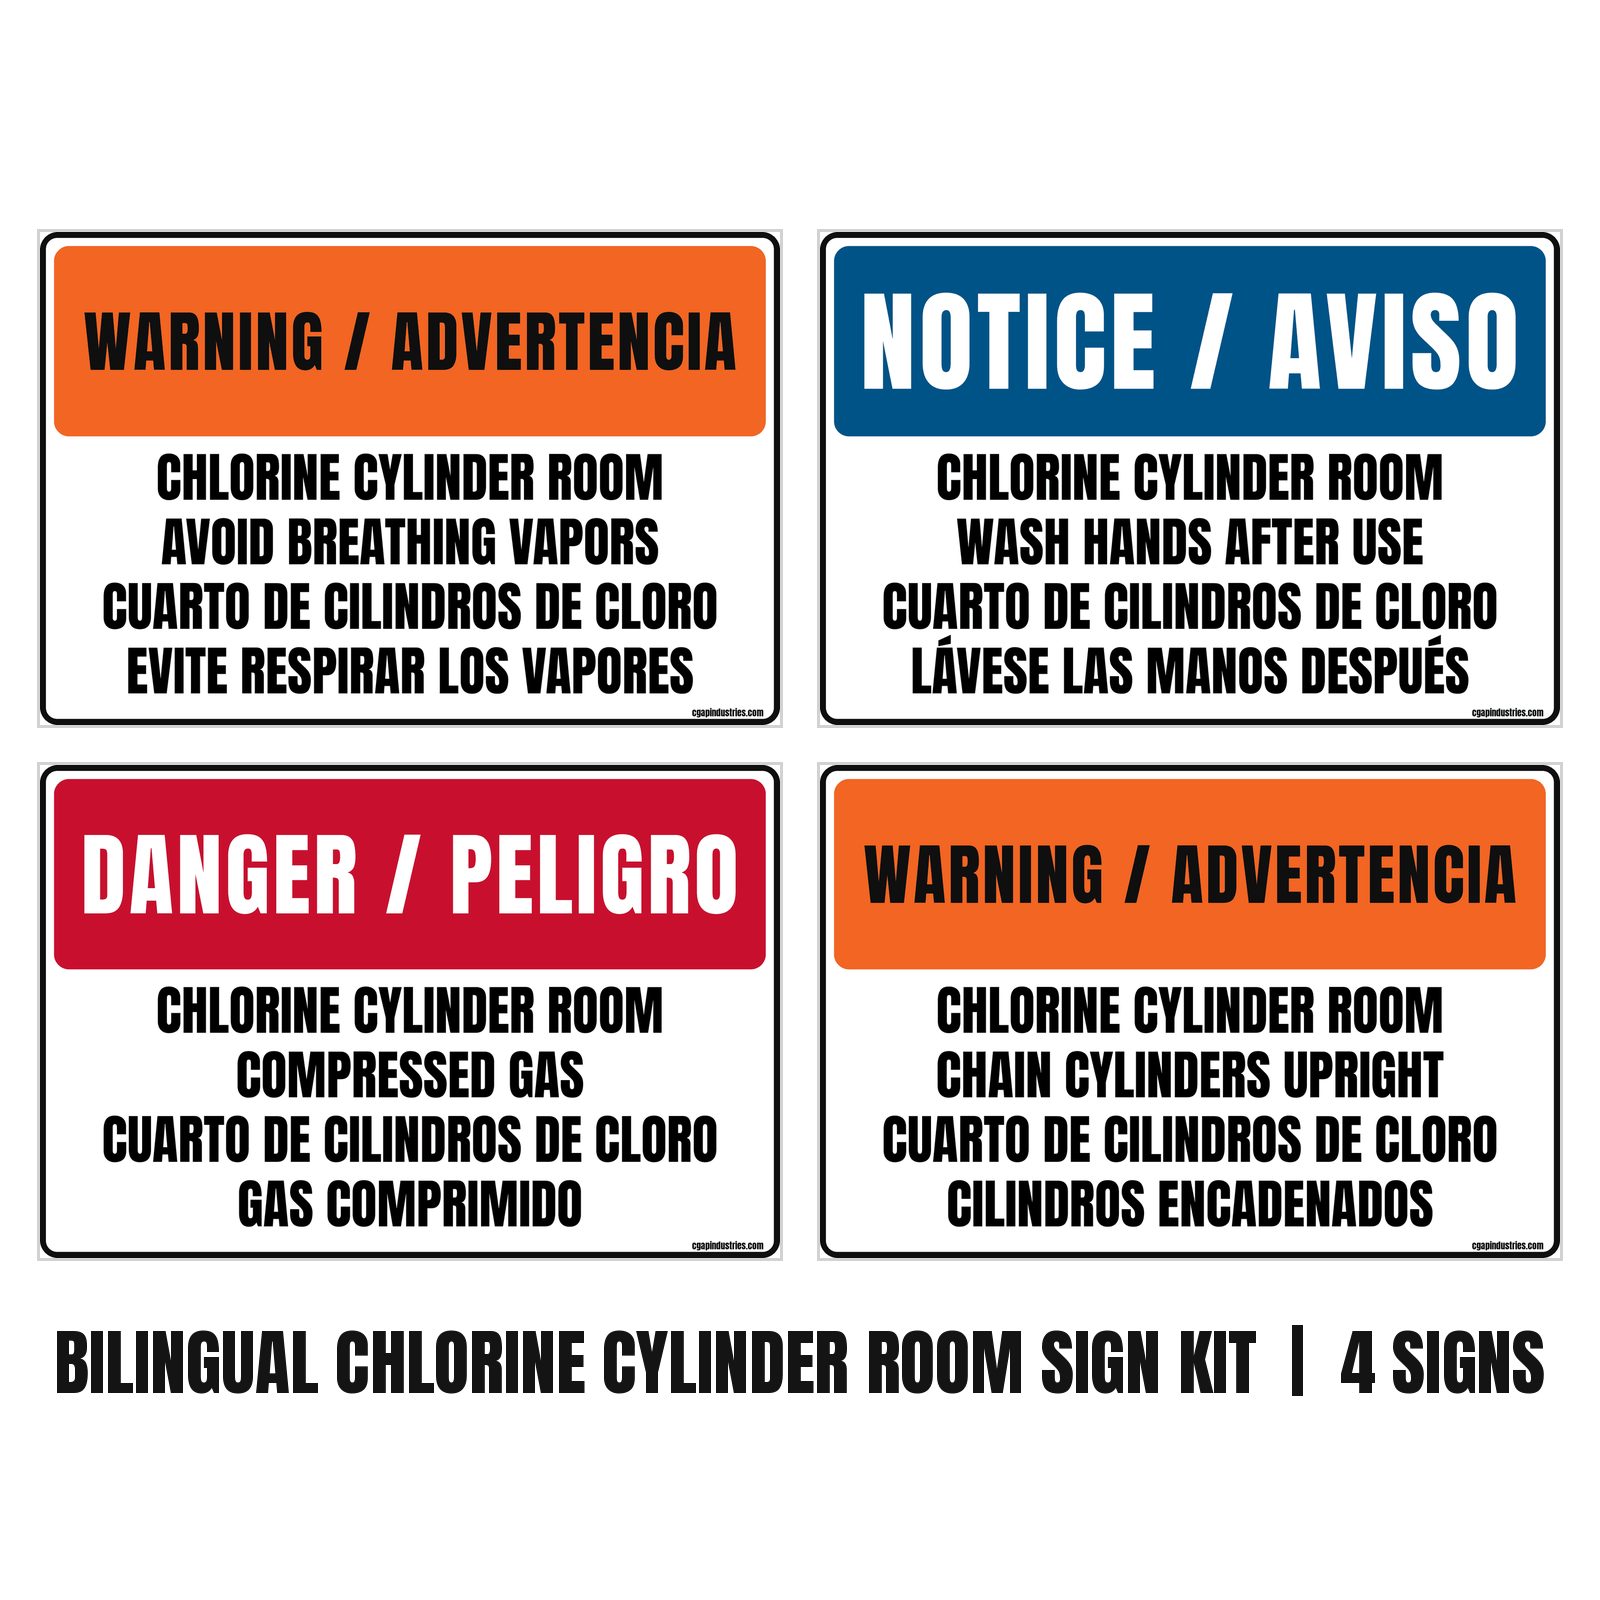 WARNING / ADVERTENCIA
CHLORINE CYLINDER ROOM
AVOID BREATHING VAPORS
CUARTO DE CILINDROS DE CLORO
EVITE RESPIRAR LOS VAPORES
cgapindustries.com
NOTICE / AVISO
CHLORINE CYLINDER ROOM
WASH HANDS AFTER USE
CUARTO DE CILINDROS DE CLORO
LÁVESE LAS MANOS DESPUÉS
cgapindustries.com
DANGER / PELIGRO
CHLORINE CYLINDER ROOM
COMPRESSED GAS
CUARTO DE CILINDROS DE CLORO
GAS COMPRIMIDO
cgapindustries.com
WARNING / ADVERTENCIA
CHLORINE CYLINDER ROOM
CHAIN CYLINDERS UPRIGHT
CUARTO DE CILINDROS DE CLORO
CILINDROS ENCADENADOS
cgapindustries.com
BILINGUAL CHLORINE CYLINDER ROOM SIGN KIT | 4 SIGNS